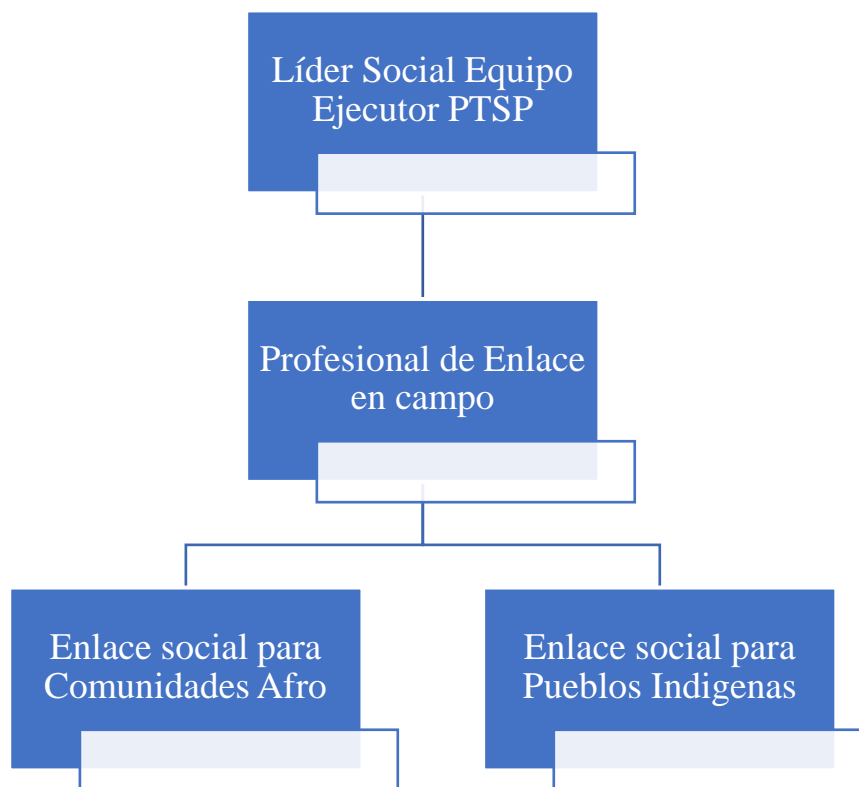 Líder Social Equipo
Ejecutor PTSP
Profesional de Enlace
en campo
Enlace social para
Comunidades Afro
Enlace social para
Pueblos Indigenas